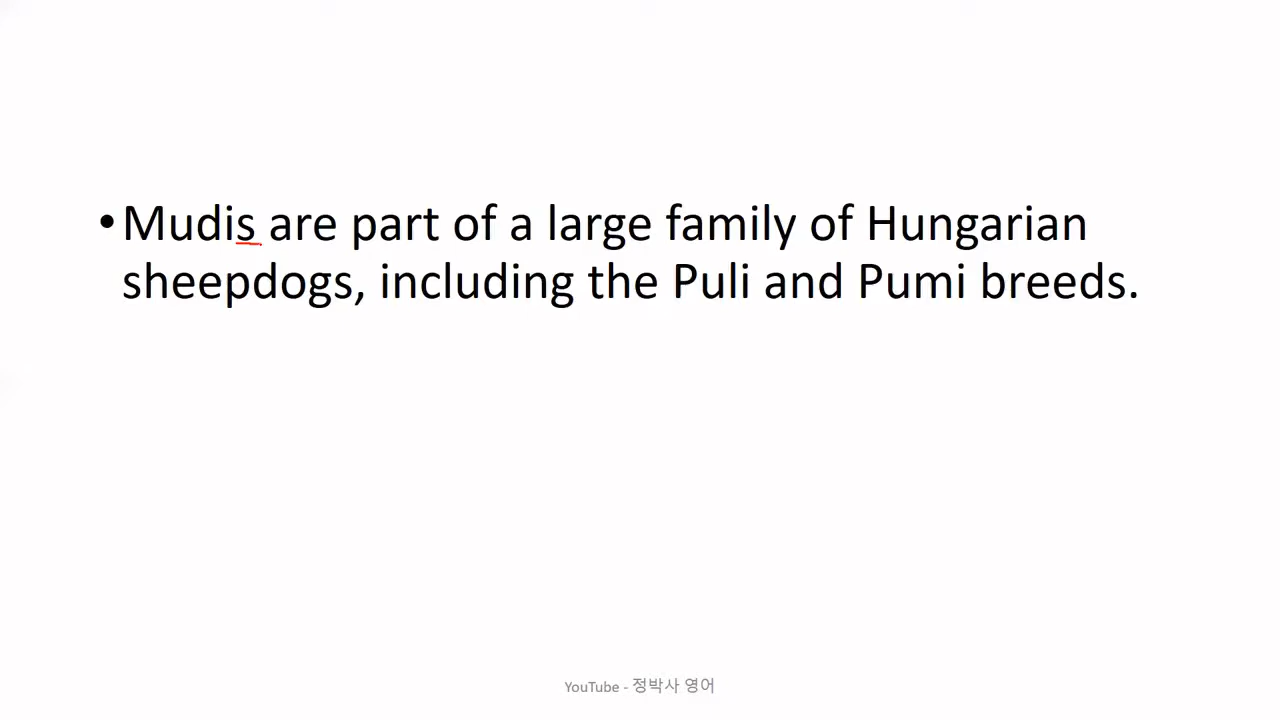 •Mudis are part of a large family of Hungarian
sheepdogs, including the Puli and Pumi breeds.
YouTube - 정박사 영어